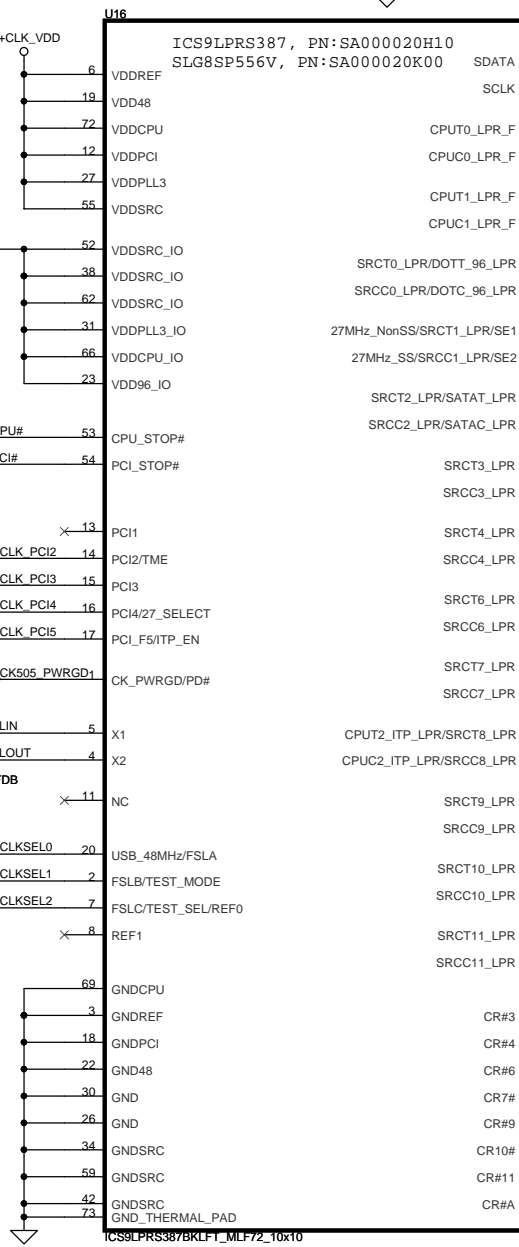 U16
+CLK_VDD
ICS9LPRS387, PN:SA000020H10
SLG8SP556V, PN:SA000020K00
SDATA
6 VDDREF
SCLK
19 VDD48
72 VDDCPU CPUT0_LPR_F
12 VDDPCI CPUC0_LPR_F
27 VDDPLL3
CPUT1_LPR_F
55 VDDSRC
CPUC1_LPR_F
52 VDDSRC_IO
SRCT0_LPR/DOTT_96_LPR
38 VDDSRC_IO
SRCC0_LPR/DOTC_96_LPR
62 VDDSRC_IO
31 VDDPLL3_IO 27MHz_NonSS/SRCT1_LPR/SE1
66 VDDCPU_IO 27MHz_SS/SRCC1_LPR/SE2
23 VDD96_IO
SRCT2_LPR/SATAT_LPR
SRCC2_LPR/SATAC_LPR
PU# 53 CPU_STOP#
CI# 54 PCI_STOP# SRCT3_LPR
SRCC3_LPR
13 PCI1 SRCT4_LPR
CLK_PCI2 14 PCI2/TME SRCC4_LPR
CLK_PCI3 15 PCI3
SRCT6_LPR
CLK_PCI4 16 PCI4/27_SELECT
SRCC6_LPR
CLK_PCI5 17 PCI_F5/ITP_EN
SRCT7_LPR
CK505_PWRGD 1 CK_PWRGD/PD#
SRCC7_LPR
LIN 5 X1 CPUT2_ITP_LPR/SRCT8_LPR
LOUT 4 X2 CPUC2_ITP_LPR/SRCC8_LPR
FDB
11 NC SRCT9_LPR
SRCC9_LPR
CLKSEL0 20 USB_48MHz/FSLA
SRCT10_LPR
CLKSEL1 2 FSLB/TEST_MODE
SRCC10_LPR
CLKSEL2 7 FSLC/TEST_SEL/REF0
8 REF1 SRCT11_LPR
SRCC11_LPR
69 GNDCPU
3 GNDREF CR#3
18 GNDPCI CR#4
22 GND48 CR#6
30 GND CR7#
26 GND CR#9
34 GNDSRC CR10#
59 GNDSRC CR#11
42 GNDSRC CR#A
73 GND_THERMAL_PAD
ICS9LPRS387BKLFT_MLF72_10x10